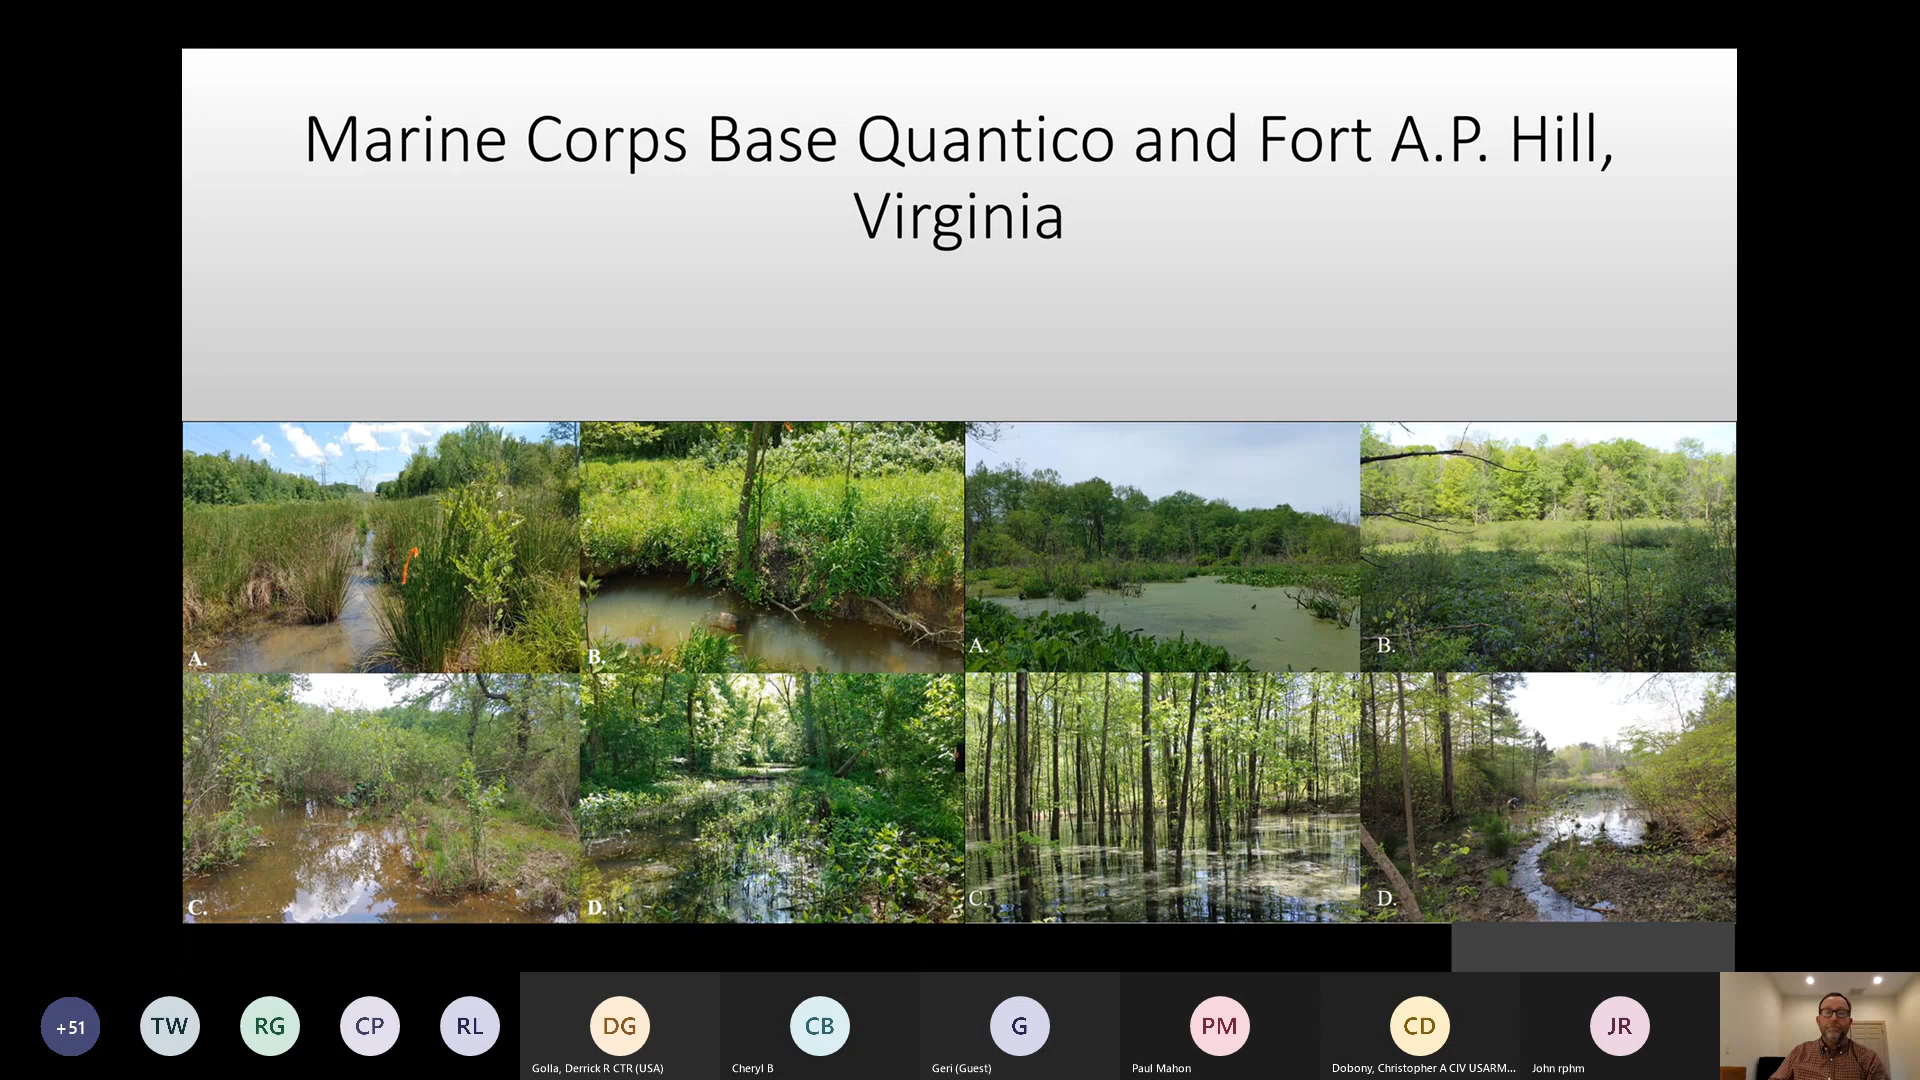 Marine Corps Base Quantico and Fort A.P. Hill,
Virginia
A.
B.
A.
B.
C.
D.
C.
D.
+51
TW
RG
CP
RL
DG
CB
G
PM
CD
JR
Golla, Derrick R CTR (USA)
Cheryl B
Geri (Guest)
Paul Mahon
Dobony, Christopher A CIV USARM...
John rphm